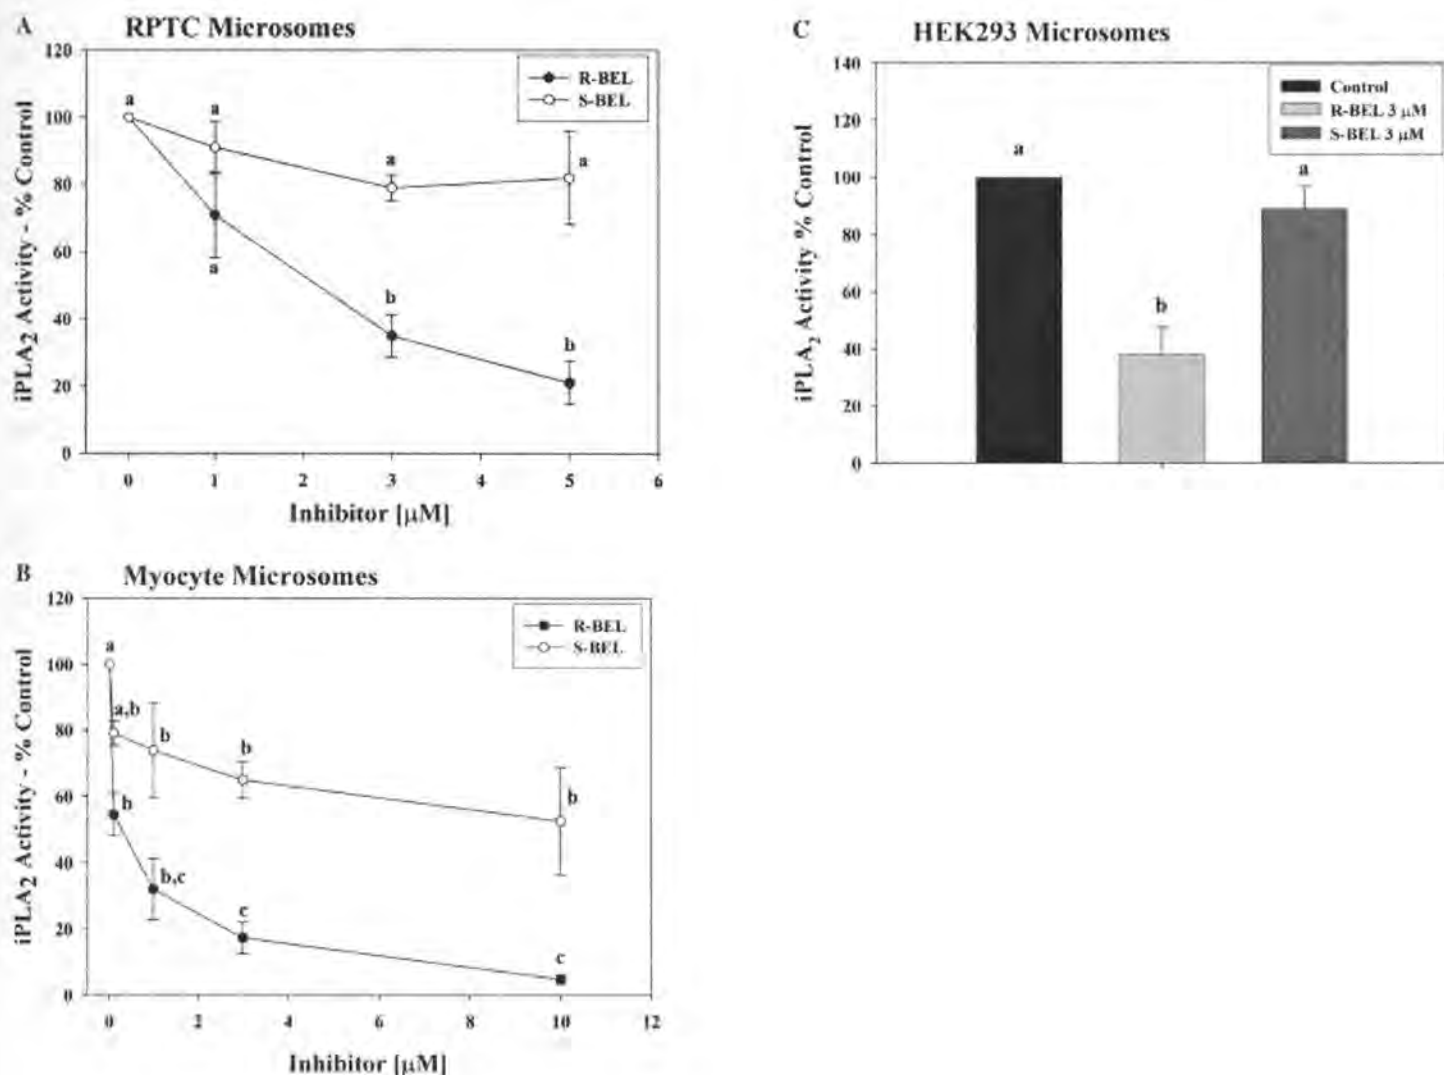 A
RPTC Microsomes
120
100
80
60
40
20
0
iPLA2 Activity - % Control
R-BEL
S-BEL
a
a
a
a
a
b
b
0 1 2 3 4 5 6
Inhibitor [μM]
B
Myocyte Microsomes
120
100
80
60
40
20
0
iPLA2 Activity - % Control
R-BEL
S-BEL
a
a,b
b
b
b
b
b,c
c
c
0 2 4 6 8 10 12
Inhibitor [μM]
C
HEK293 Microsomes
140
120
100
80
60
40
20
0
iPLA2 Activity % Control
Control
R-BEL 3 μM
S-BEL 3 μM
a
b
a